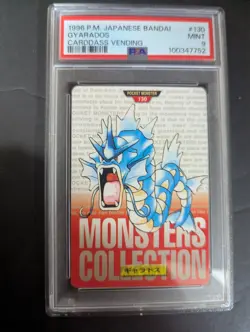 1996 P.M. JAPANESE BANDAI #130
GYARADOS MINT
CARDDASS VENDING 9
PSA 100347752
POCKET MONSTER
130
MONSTERS
COLLECTION
ギャラドス